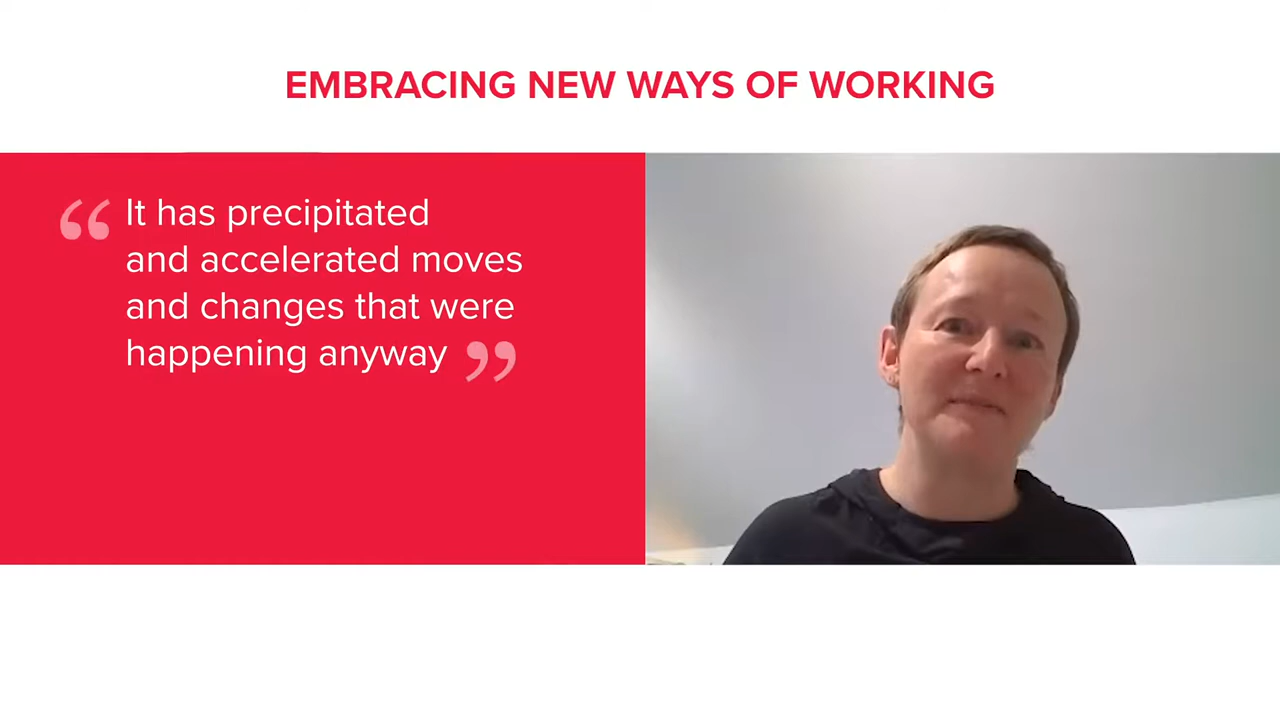 EMBRACING NEW WAYS OF WORKING
“ It has precipitated
and accelerated moves
and changes that were
happening anyway ”